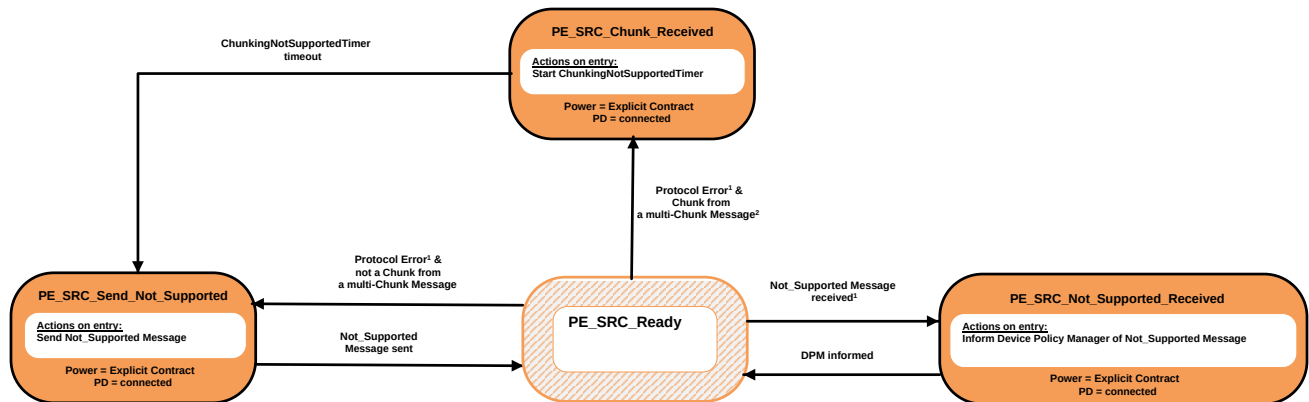 PE_SRC_Chunk_Received
ChunkingNotSupportedTimer
timeout
Actions on entry:
Start ChunkingNotSupportedTimer
Power = Explicit Contract
PD = connected
Protocol Error¹ &
Chunk from
a multi-Chunk Message²
Protocol Error¹ &
not a Chunk from
a multi-Chunk Message
PE_SRC_Send_Not_Supported
Actions on entry:
Send Not_Supported Message
Power = Explicit Contract
PD = connected
Not_Supported
Message sent
PE_SRC_Ready
Not_Supported Message
received¹
DPM informed
PE_SRC_Not_Supported_Received
Actions on entry:
Inform Device Policy Manager of Not_Supported Message
Power = Explicit Contract
PD = connected